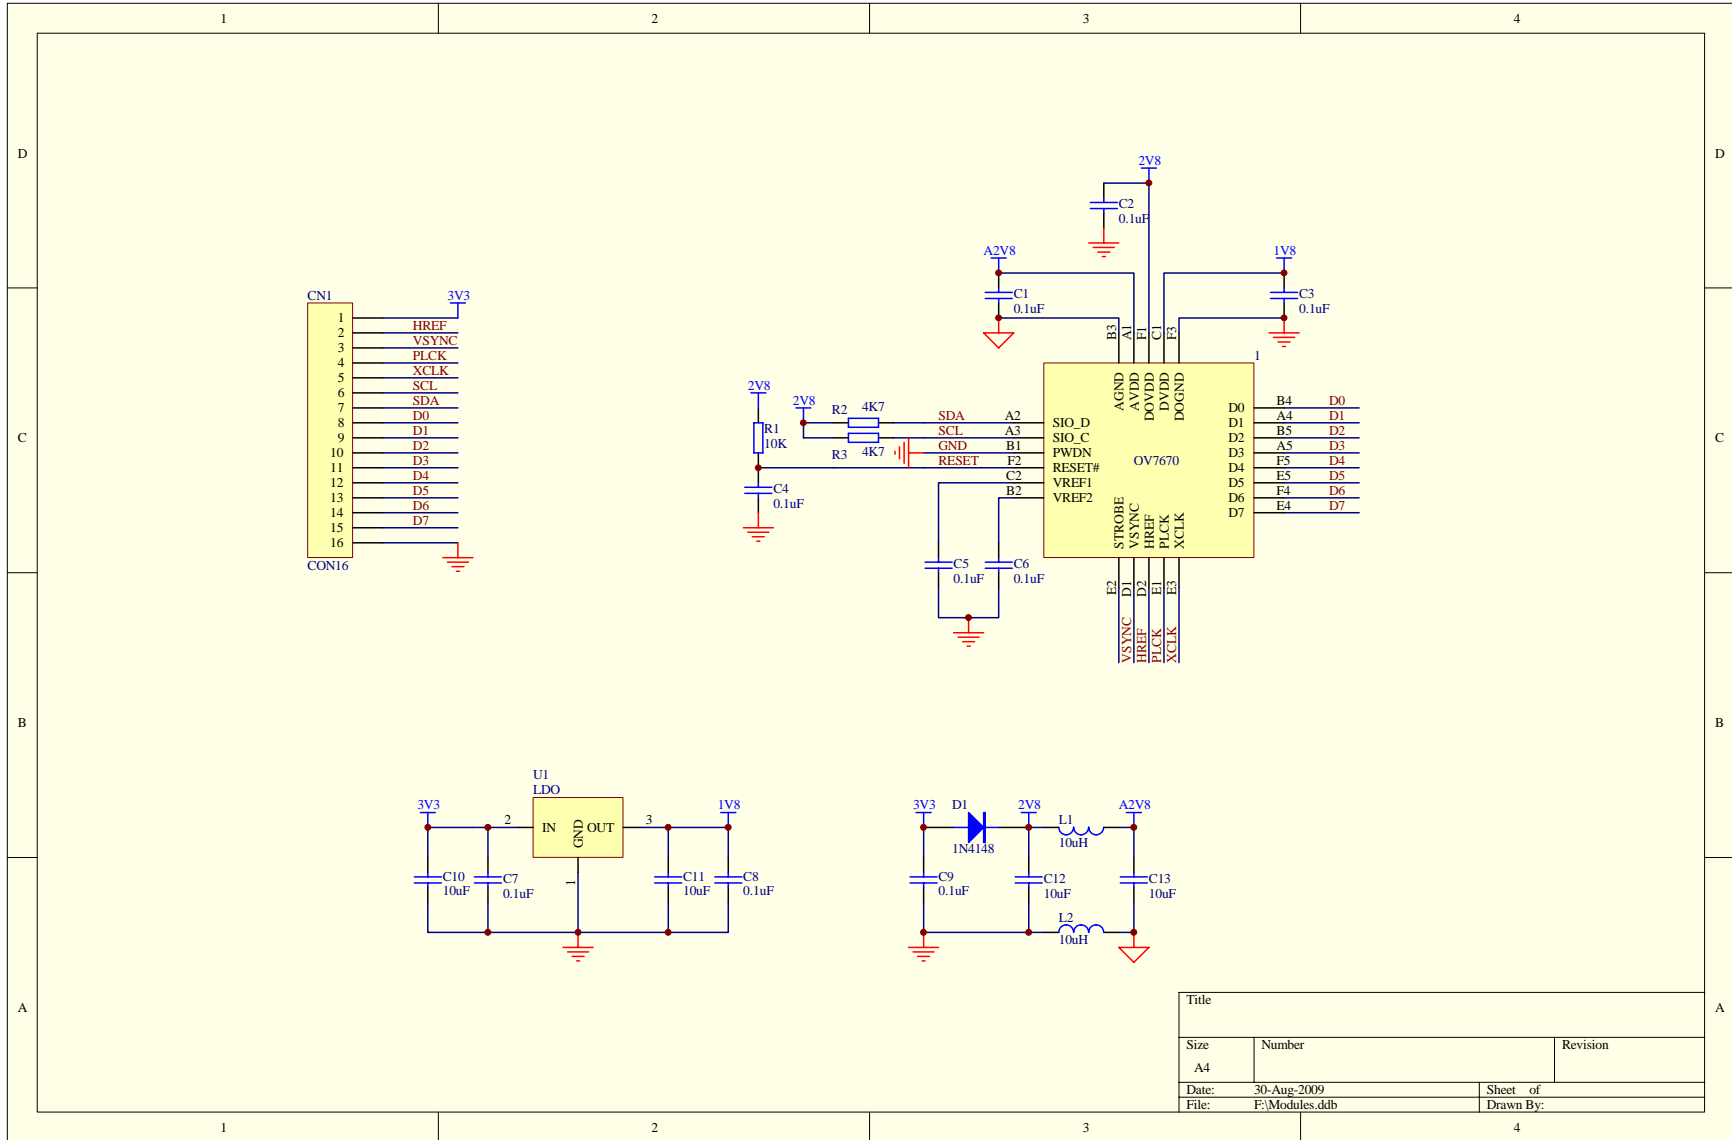 1 2 3 4
D D
2V8
C2
0.1uF
A2V8 1V8
C1
0.1uF
C3
0.1uF
CN1 3V3
1
2 HREF
3 VSYNC
4 PLCK
5 XCLK
6 SCL
7 SDA
8 D0
9 D1
10 D2
11 D3
12 D4
13 D5
14 D6
15 D7
16
CON16
B3 A1 F1 C1 F3
1
AGND AVDD DOVDD DVDD DOGND
2V8
2V8
R1
10K
R2 4K7
R3 4K7
SDA A2 SIO_D
SCL A3 SIO_C
GND B1 PWDN
RESET F2 RESET#
C2 VREF1
B2 VREF2
OV7670
D0 B4 D0
D1 A4 D1
D2 B5 D2
D3 A5 D3
D4 F5 D4
D5 E5 D5
D6 F4 D6
D7 E4 D7
C C
C4
0.1uF
STROBE VSYNC HREF PLCK XCLK
E2 D1 D2 E1 E3
VSYNC HREF PLCK XCLK
C5
0.1uF
C6
0.1uF
B B
U1
LDO
3V3 2 IN GND OUT 3 1V8
1
C10
10uF
C7
0.1uF
C11
10uF
C8
0.1uF
3V3 D1 2V8 A2V8
1N4148
L1
10uH
C9
0.1uF
C12
10uF
C13
10uF
L2
10uH
A A
Title
Size Number Revision
A4
Date: 30-Aug-2009 Sheet of
File: F:\Modules.ddb Drawn By:
1 2 3 4